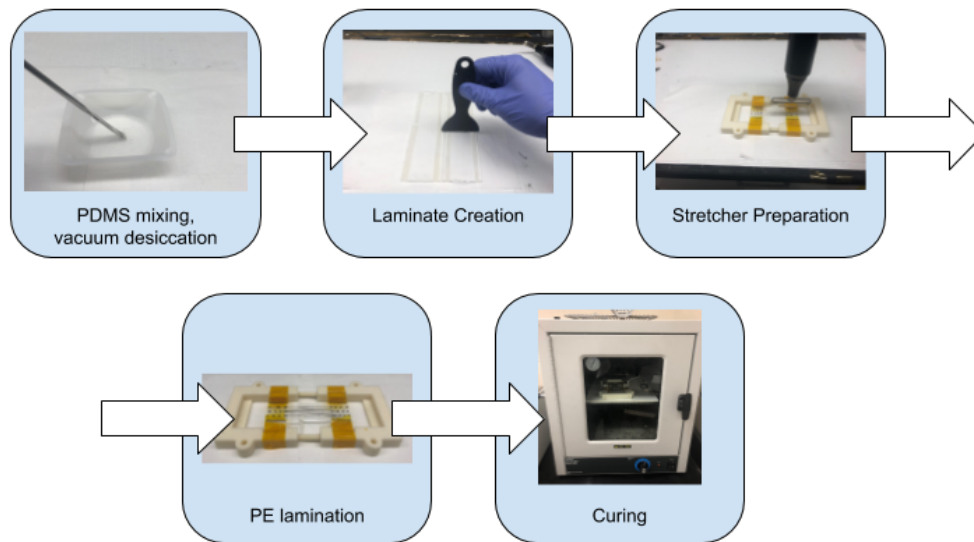 PDMS mixing,
vacuum desiccation
Laminate Creation
Stretcher Preparation
PE lamination
Curing